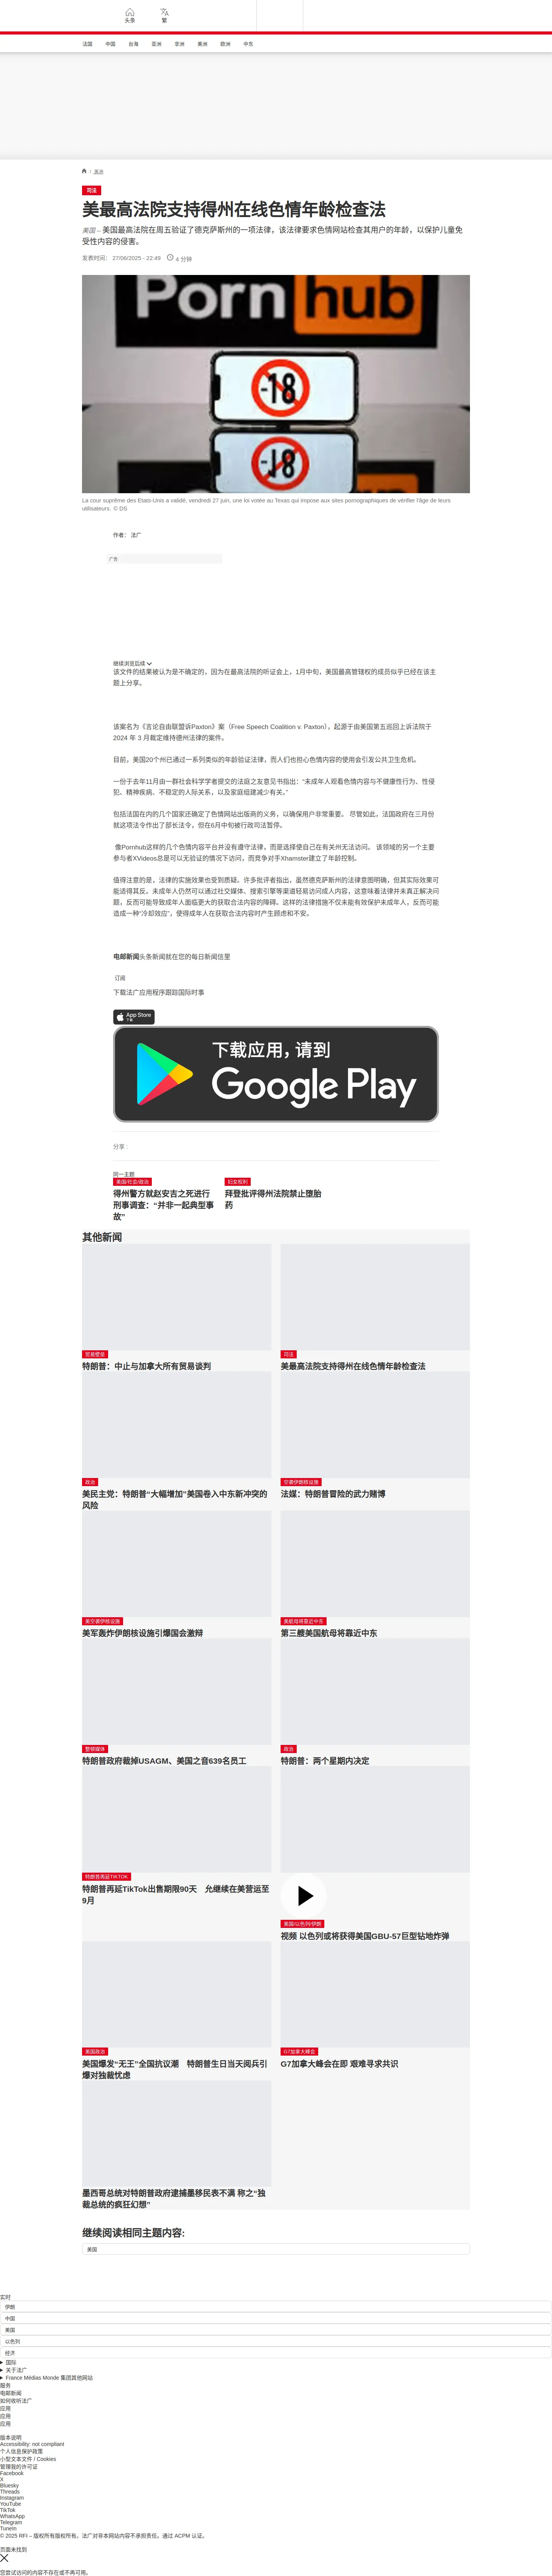 头条
繁
法国
中国
台海
亚洲
非洲
美洲
欧洲
中东
/ 美洲
司法
美最高法院支持得州在线色情年龄检查法
美国 – 美国最高法院在周五验证了德克萨斯州的一项法律，该法律要求色情网站检查其用户的年龄，以保护儿童免
受性内容的侵害。
发表时间： 27/06/2025 - 22:49
4 分钟
Porn hub
-18
-18
La cour suprême des Etats-Unis a validé, vendredi 27 juin, une loi votée au Texas qui impose aux sites pornographiques de vérifier l'âge de leurs
utilisateurs. © DS
作者： 法广
广告
继续浏览后续
该文件的结果被认为是不确定的，因为在最高法院的听证会上，1月中旬，美国最高管辖权的成员似乎已经在该主
题上分享。
该案名为《言论自由联盟诉Paxton》案（Free Speech Coalition v. Paxton），起源于由美国第五巡回上诉法院于
2024 年 3 月裁定维持德州法律的案件。
目前，美国20个州已通过一系列类似的年龄验证法律，而人们也担心色情内容的使用会引发公共卫生危机。
一份于去年11月由一群社会科学学者提交的法庭之友意见书指出：“未成年人观看色情内容与不健康性行为、性侵
犯、精神疾病、不稳定的人际关系，以及家庭组建减少有关。”
包括法国在内的几个国家还确定了色情网站出版商的义务，以确保用户非常重要。 尽管如此，法国政府在三月份
就这项法令作出了部长法令，但在6月中旬被行政司法暂停。
像Pornhub这样的几个色情内容平台并没有遵守法律，而是选择使自己在有关州无法访问。 该领域的另一个主要
参与者XVideos总是可以无验证的情况下访问，而竞争对手Xhamster建立了年龄控制。
值得注意的是，法律的实施效果也受到质疑。许多批评者指出，虽然德克萨斯州的法律意图明确，但其实际效果可
能适得其反。未成年人仍然可以通过社交媒体、搜索引擎等渠道轻易访问成人内容，这意味着法律并未真正解决问
题，反而可能导致成年人面临更大的获取合法内容的障碍。这样的法律措施不仅未能有效保护未成年人，反而可能
造成一种“冷却效应”，使得成年人在获取合法内容时产生顾虑和不安。
电邮新闻头条新闻就在您的每日新闻信里
订阅
下载法广应用程序跟踪国际时事
App Store
下载
下载应用，请到
Google Play
分享 :
同一主题
美国/社会/政治
得州警方就赵安吉之死进行
刑事调查：“并非一起典型事
故”
妇女权利
拜登批评得州法院禁止堕胎
药
其他新闻
贸易壁垒
特朗普：中止与加拿大所有贸易谈判
司法
美最高法院支持得州在线色情年龄检查法
政治
美民主党：特朗普“大幅增加”美国卷入中东新冲突的
风险
空袭伊朗核设施
法媒：特朗普冒险的武力赌博
美空袭伊核设施
美军轰炸伊朗核设施引爆国会激辩
美航母将靠近中东
第三艘美国航母将靠近中东
整顿媒体
特朗普政府裁掉USAGM、美国之音639名员工
政治
特朗普：两个星期内决定
特朗普再延TIKTOK
特朗普再延TikTok出售期限90天　允继续在美营运至
9月
美国/以色列/伊朗
视频 以色列或将获得美国GBU-57巨型钻地炸弹
美国政治
美国爆发“无王”全国抗议潮　特朗普生日当天阅兵引
爆对独裁忧虑
G7加拿大峰会
G7加拿大峰会在即 艰难寻求共识
墨西哥总统对特朗普政府逮捕墨移民表不满 称之“独
裁总统的疯狂幻想”
继续阅读相同主题内容:
美国
实时
伊朗
中国
美国
以色列
经济
国际
关于法广
France Médias Monde 集团其他网站
服务
电邮新闻
如何收听法广
应用
应用
应用
版本说明
Accessibility: not compliant
个人信息保护政策
小型文本文件 / Cookies
管理我的许可证
Facebook
X
Bluesky
Threads
Instagram
YouTube
TikTok
WhatsApp
Telegram
TuneIn
© 2025 RFI – 版权所有版权所有。法广对非本网站内容不承担责任。通过 ACPM 认证。
页面未找到
您尝试访问的内容不存在或不再可用。